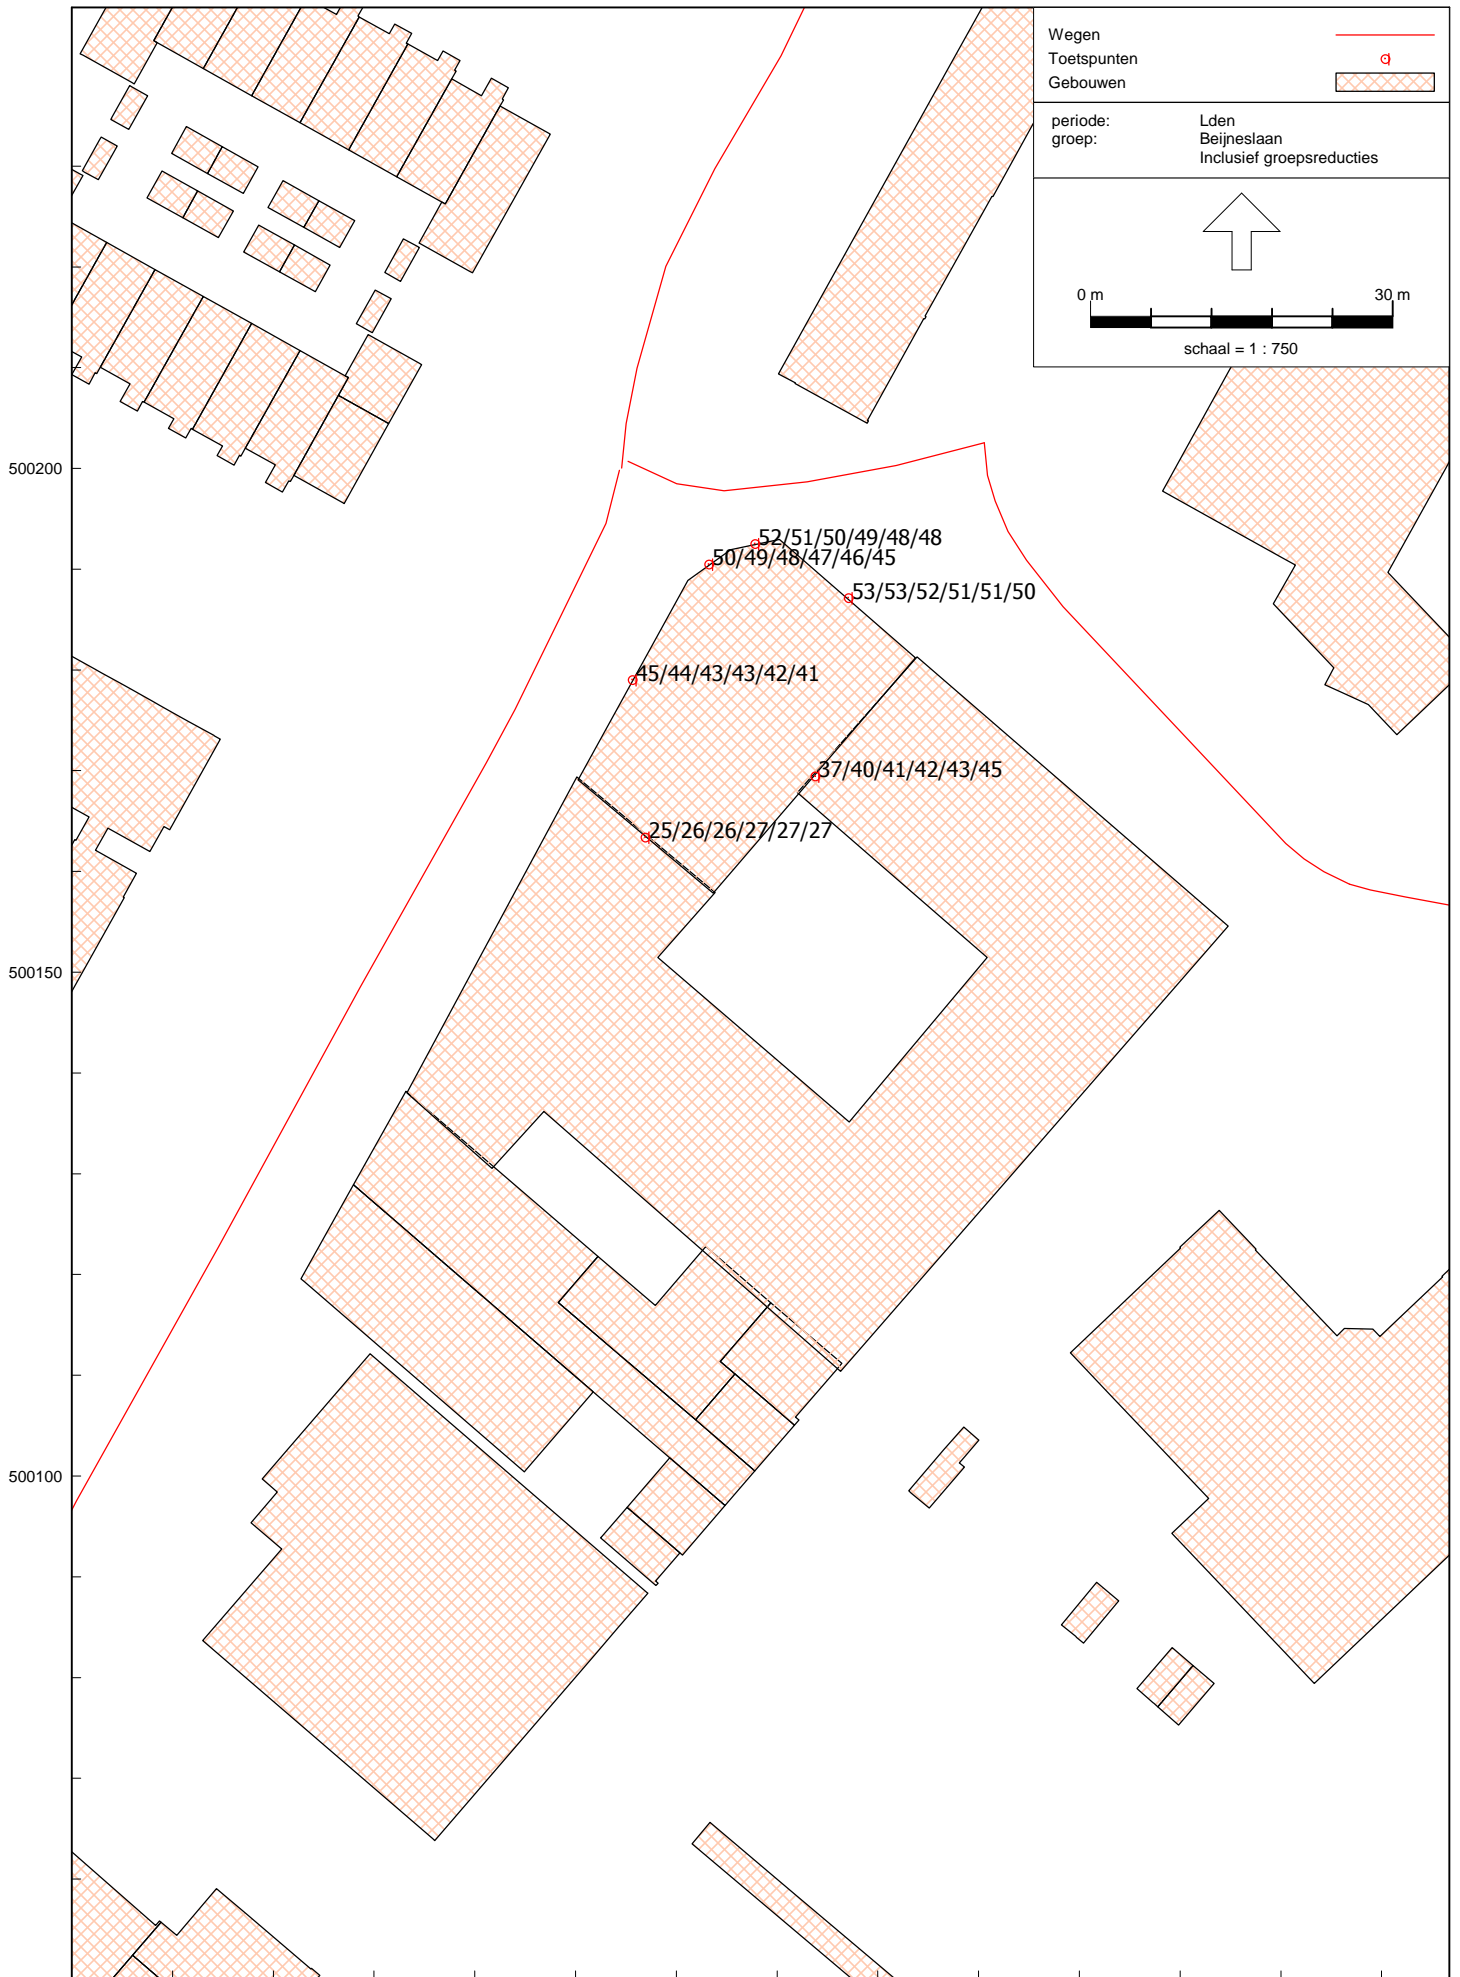 Wegen
Toetspunten
Gebouwen
periode: Lden
groep: Beijneslaan
Inclusief groepsreducties
0 m 30 m
schaal = 1 : 750
500200
52/51/50/49/48/48
50/49/48/47/46/45
53/53/52/51/51/50
45/44/43/43/42/41
37/40/41/42/43/45
25/26/26/27/27/27
500150
500100